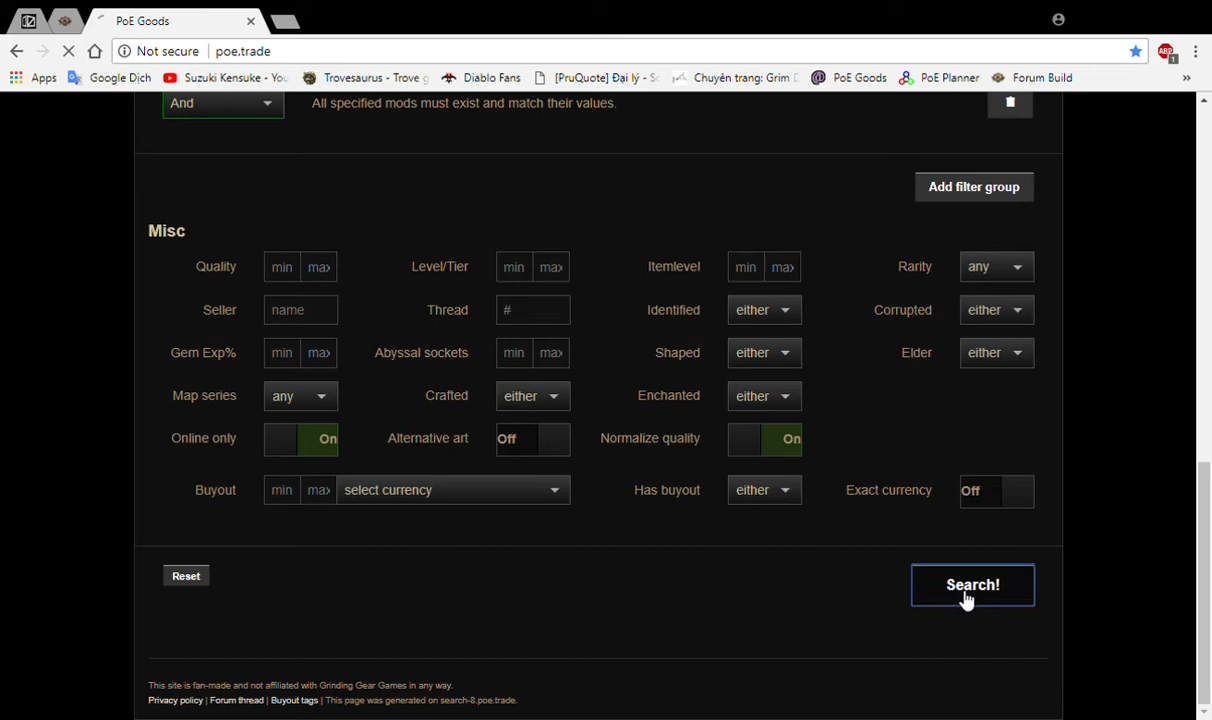 PoE Goods
Not secure poe.trade
Apps Google Dịch Suzuki Kensuke - You Trovesaurus - Trove Diablo Fans [PruQuote] Đại lý - Chuyên trang: Grim PoE Goods PoE Planner Forum Build
And All specified mods must exist and match their values.
Add filter group
Misc
Quality min max Level/Tier min max Itemlevel min max Rarity any
Seller name Thread # Identified either Corrupted either
Gem Exp% min max Abyssal sockets min max Shaped either Elder either
Map series any Crafted either Enchanted either
Online only On Alternative art Off Normalize quality On
Buyout min max select currency Has buyout either Exact currency Off
Reset Search!
This site is fan-made and not affiliated with Grinding Gear Games in any way.
Privacy policy | Forum thread | Buyout tags | This page was generated on search-8.poe.trade.